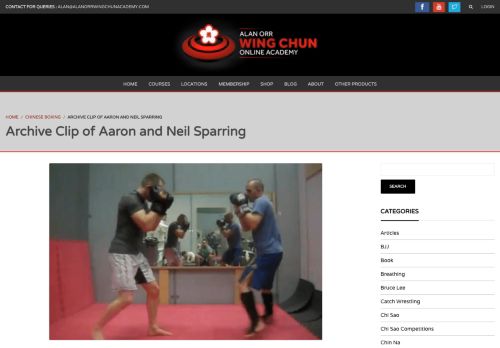 CONTACT FOR QUERIES : ALAN@ALANORRWINGCHUNACADEMY.COM
LOGIN
ALAN ORR
WING CHUN
ONLINE ACADEMY
HOME COURSES LOCATIONS MEMBERSHIP SHOP BLOG ABOUT OTHER PRODUCTS
HOME / CHINESE BOXING / ARCHIVE CLIP OF AARON AND NEIL SPARRING
Archive Clip of Aaron and Neil Sparring
SEARCH
CATEGORIES
Articles
BJJ
Book
Breathing
Bruce Lee
Catch Wrestling
Chi Sao
Chi Sao Competitions
Chin Na